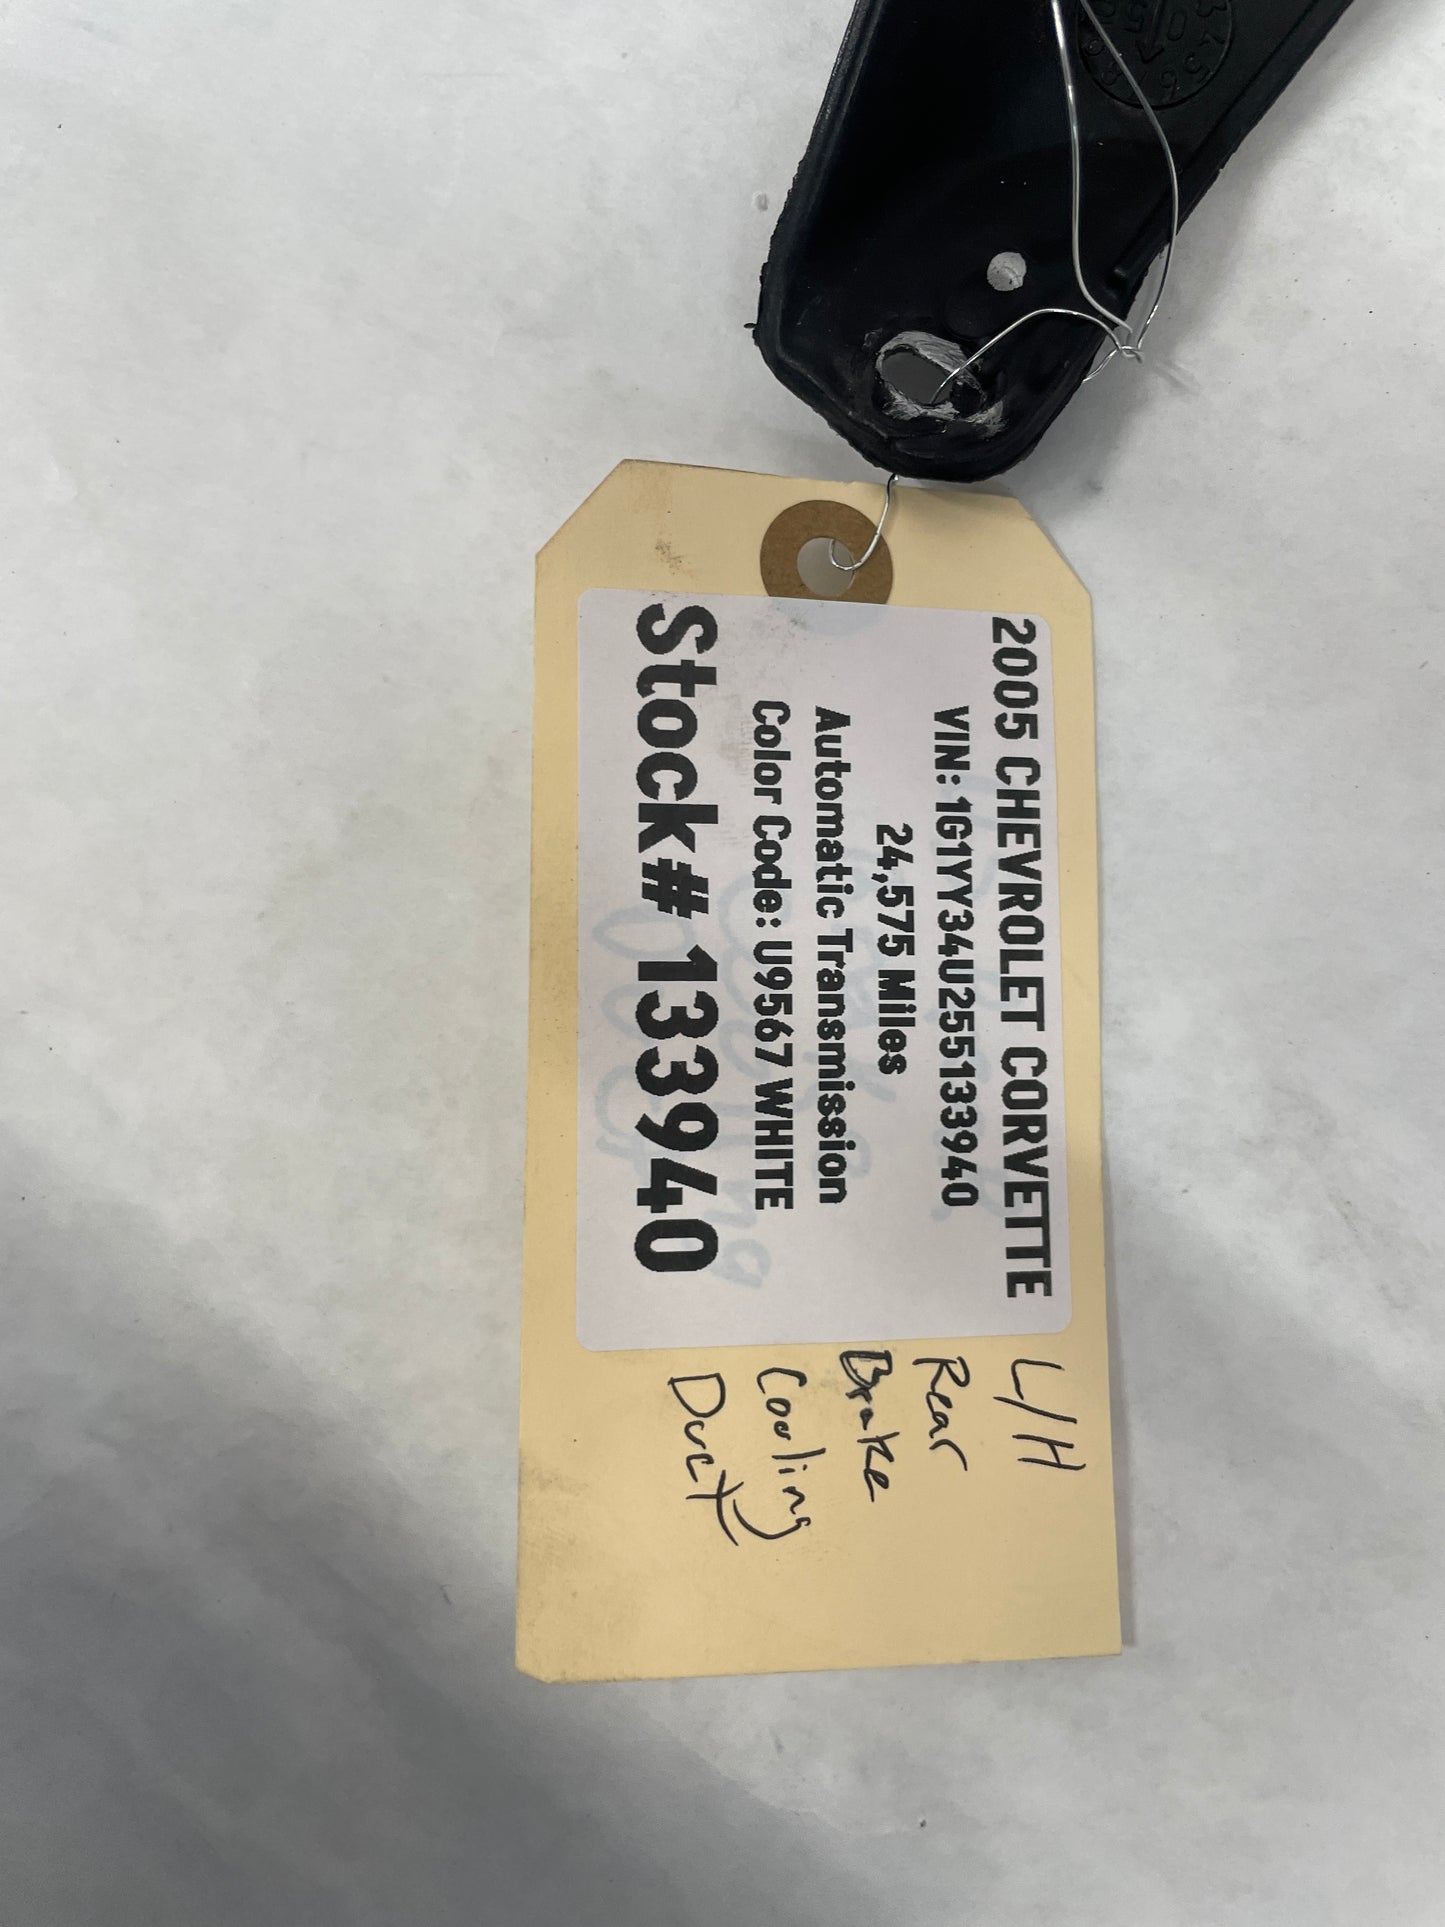 2005 CHEVROLET CORVETTE
VIN: 1G1YY34U255133940
24,575 Miles
Automatic Transmission
Color Code: U9567 WHITE
Stock# 133940
L/H
Rear
Brake
Cooling
Duct